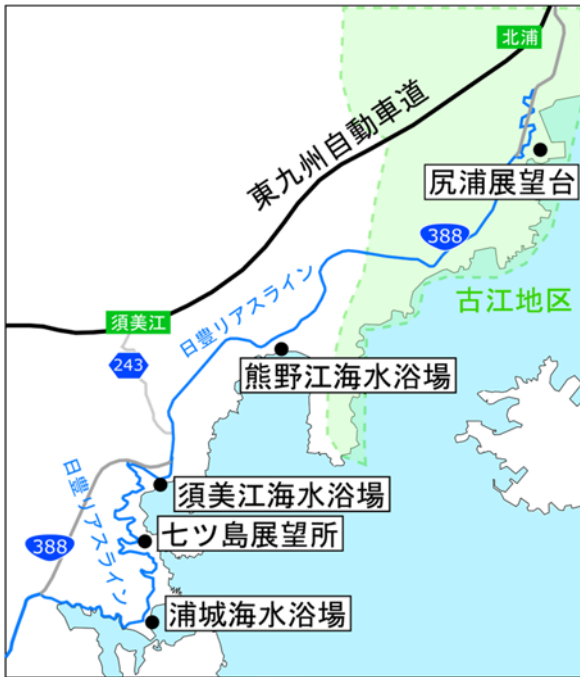 北浦
東九州自動車道
尻浦展望台
388
古江地区
日豊リアスライン
須美江
243
熊野江海水浴場
日豊リアスライン
須美江海水浴場
388
七ツ島展望所
浦城海水浴場